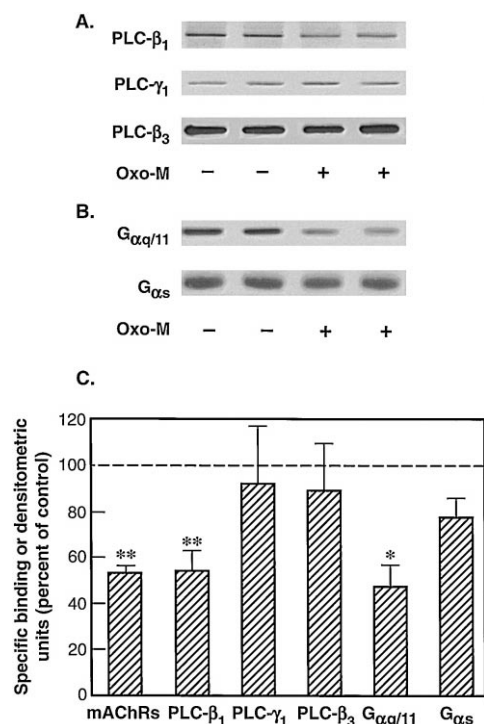 A.
PLC-β1
PLC-γ1
PLC-β3
Oxo-M − − + +
B.
Gαq/11
Gαs
Oxo-M − − + +
C.
Specific binding or densitometric
units (percent of control)
120
100
80
60
40
20
0
** ** *
mAChRs PLC-β1 PLC-γ1 PLC-β3 Gαq/11 Gαs